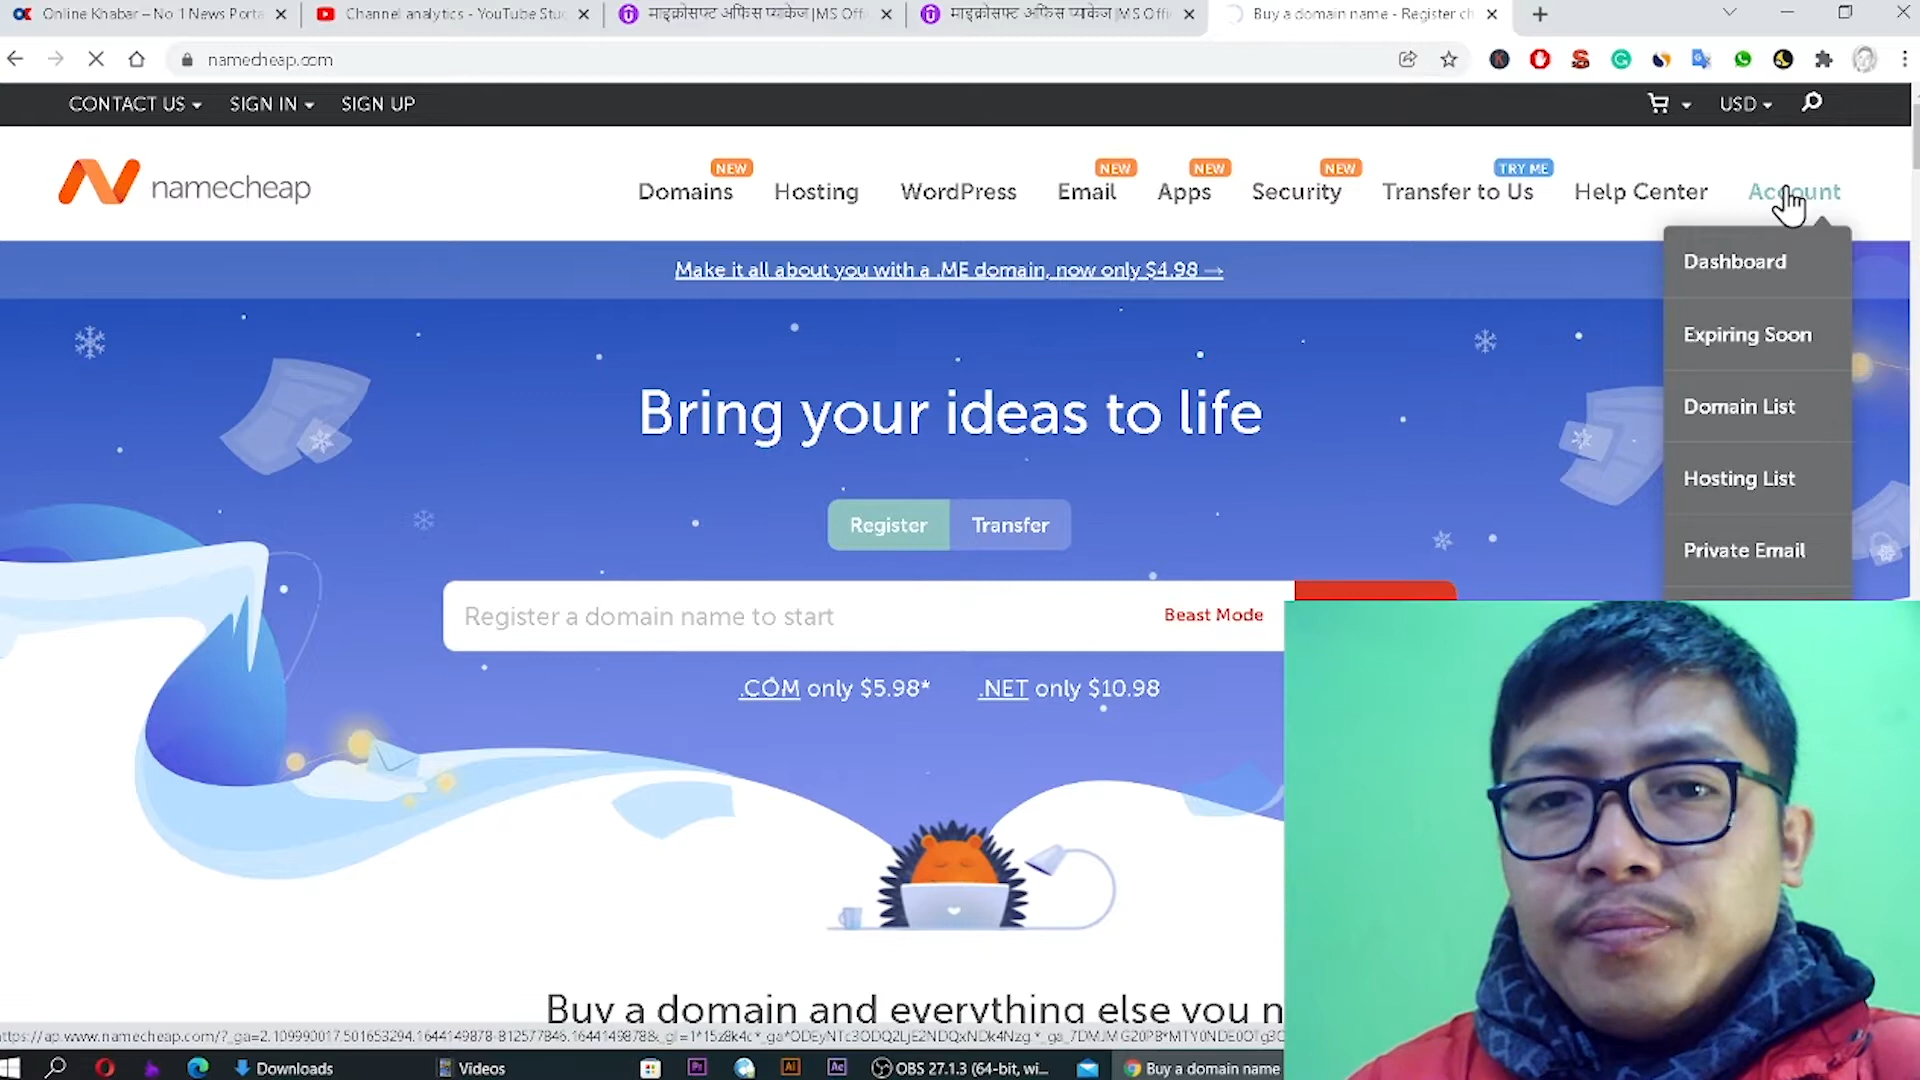 Online Khabar – No 1 News Porta
Channel analytics - YouTube Stu
माइक्रोसफ्ट अफिस प्याकेज |MS Offi
माइक्रोसफ्ट अफिस प्याकेज |MS Offi
Buy a domain name - Register ch
namecheap.com
CONTACT US SIGN IN SIGN UP
USD
namecheap
NEW NEW NEW NEW TRY ME
Domains Hosting WordPress Email Apps Security Transfer to Us Help Center Account
Make it all about you with a .ME domain, now only $4.98 →
Dashboard
Expiring Soon
Domain List
Hosting List
Private Email
Bring your ideas to life
Register Transfer
Register a domain name to start Beast Mode
.COM only $5.98* .NET only $10.98
Buy a domain and everything else you n
Downloads Videos OBS 27.1.3 (64-bit, wi... Buy a domain name